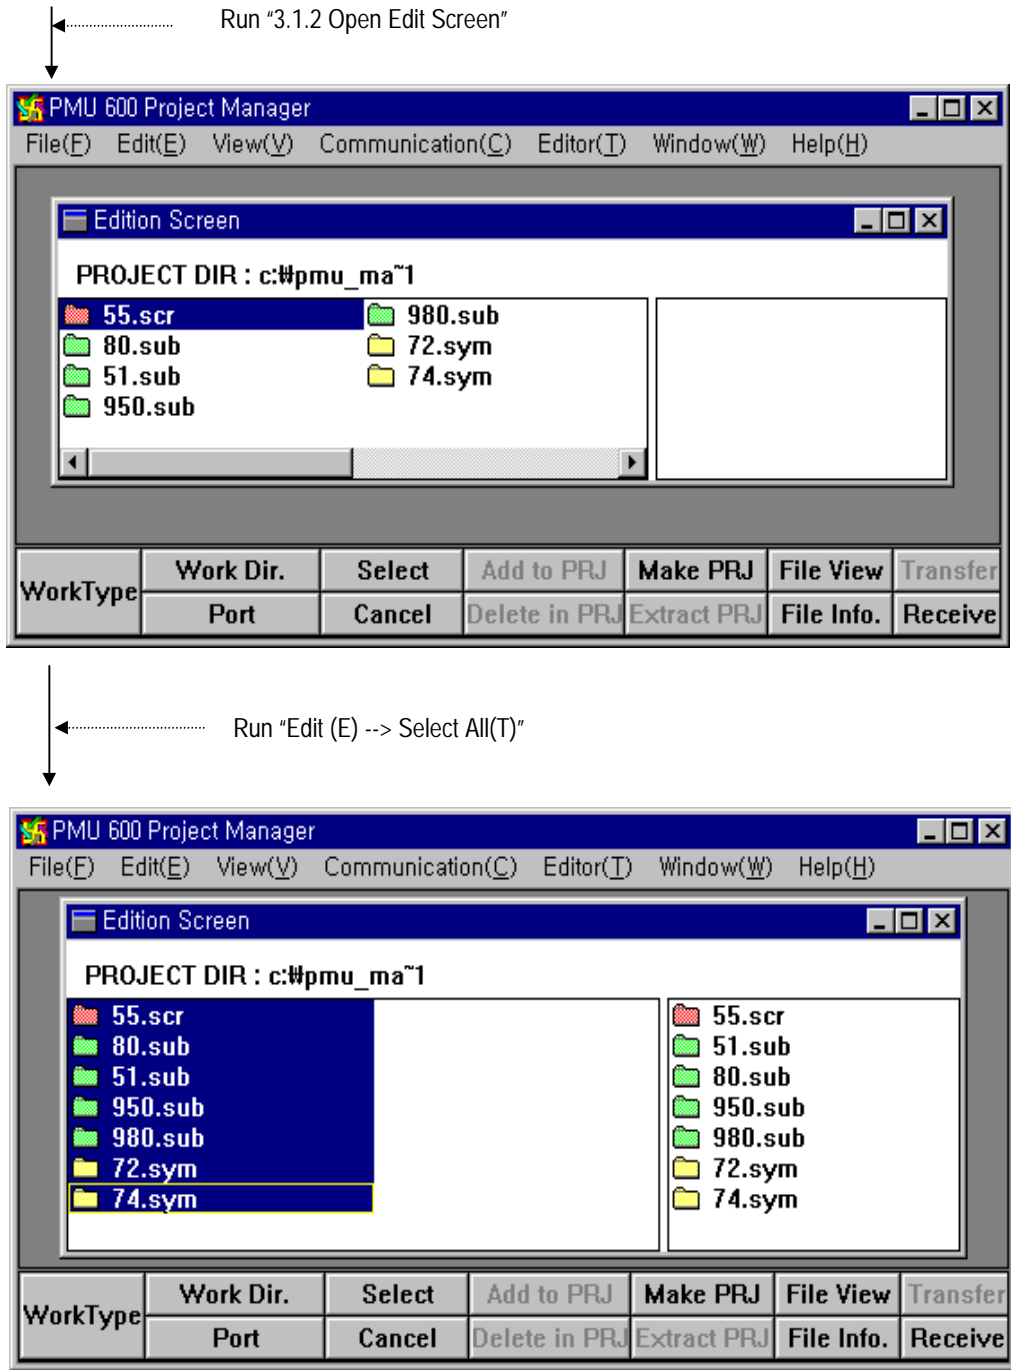 Run “3.1.2 Open Edit Screen”
PMU 600 Project Manager
File(F) Edit(E) View(V) Communication(C) Editor(T) Window(W) Help(H)
Edition Screen
PROJECT DIR : c:₩pmu_ma~1
55.scr 980.sub
80.sub 72.sym
51.sub 74.sym
950.sub
WorkType Work Dir. Select Add to PRJ Make PRJ File View Transfer
Port Cancel Delete in PRJ Extract PRJ File Info. Receive
Run “Edit (E) --> Select All(T)”
PMU 600 Project Manager
File(F) Edit(E) View(V) Communication(C) Editor(T) Window(W) Help(H)
Edition Screen
PROJECT DIR : c:₩pmu_ma~1
55.scr 55.scr
80.sub 51.sub
51.sub 80.sub
950.sub 950.sub
980.sub 980.sub
72.sym 72.sym
74.sym 74.sym
WorkType Work Dir. Select Add to PRJ Make PRJ File View Transfer
Port Cancel Delete in PRJ Extract PRJ File Info. Receive